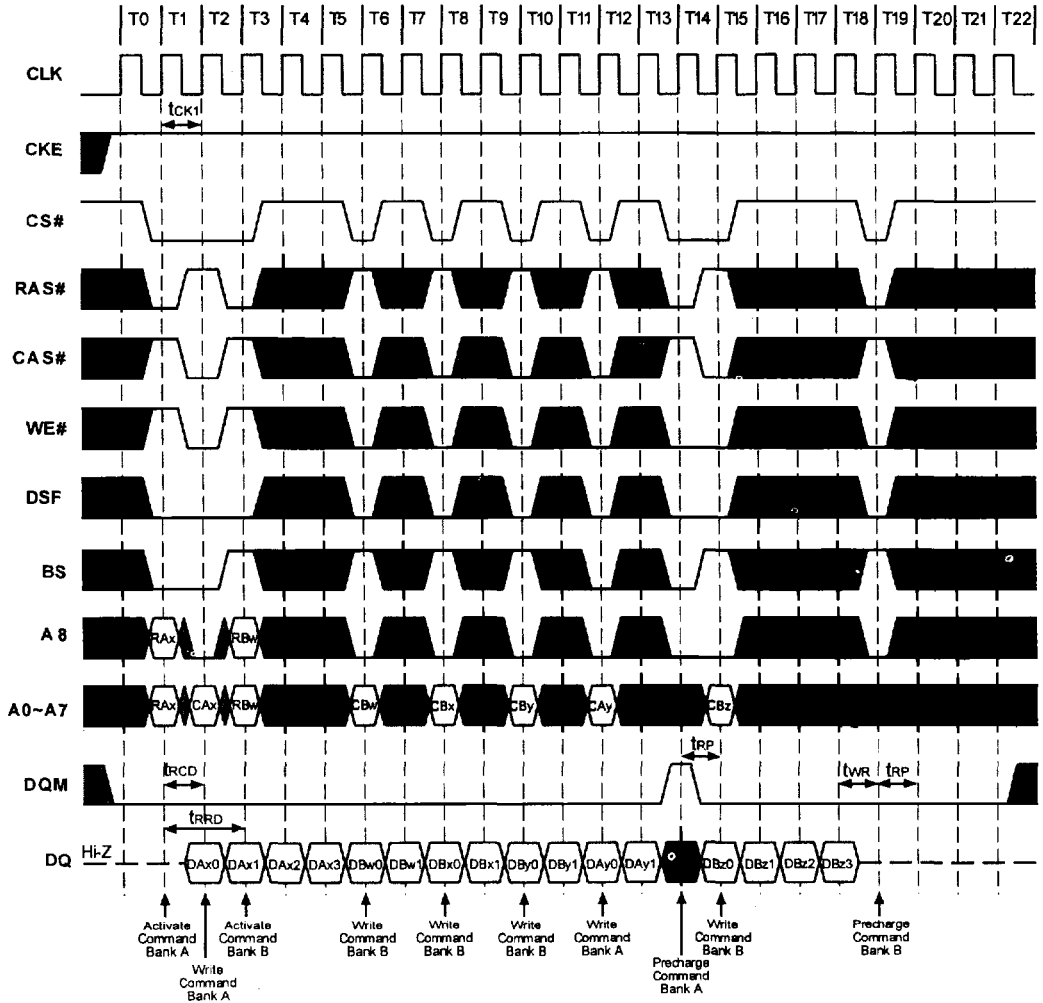 T0 T1 T2 T3 T4 T5 T6 T7 T8 T9 T10 T11 T12 T13 T14 T15 T16 T17 T18 T19 T20 T21 T22
CLK
tCK1
CKE
CS#
RAS#
CAS#
WE#
DSF
BS
A8
RAx RBw
A0~A7
RAx CAx RBw CBw CBx CBy CAy CBz
tRP
DQM
tRCD
tWR tRP
tRRD
DQ
Hi-Z
DAx0 DAx1 DAx2 DAx3 DBw0 DBw1 DBx0 DBx1 DBy0 DBy1 DAy0 DAy1 DBz0 DBz1 DBz2 DBz3
Activate
Command
Bank A
Write
Command
Bank A
Activate
Command
Bank B
Write
Command
Bank B
Write
Command
Bank B
Write
Command
Bank B
Write
Command
Bank A
Precharge
Command
Bank A
Write
Command
Bank B
Precharge
Command
Bank B